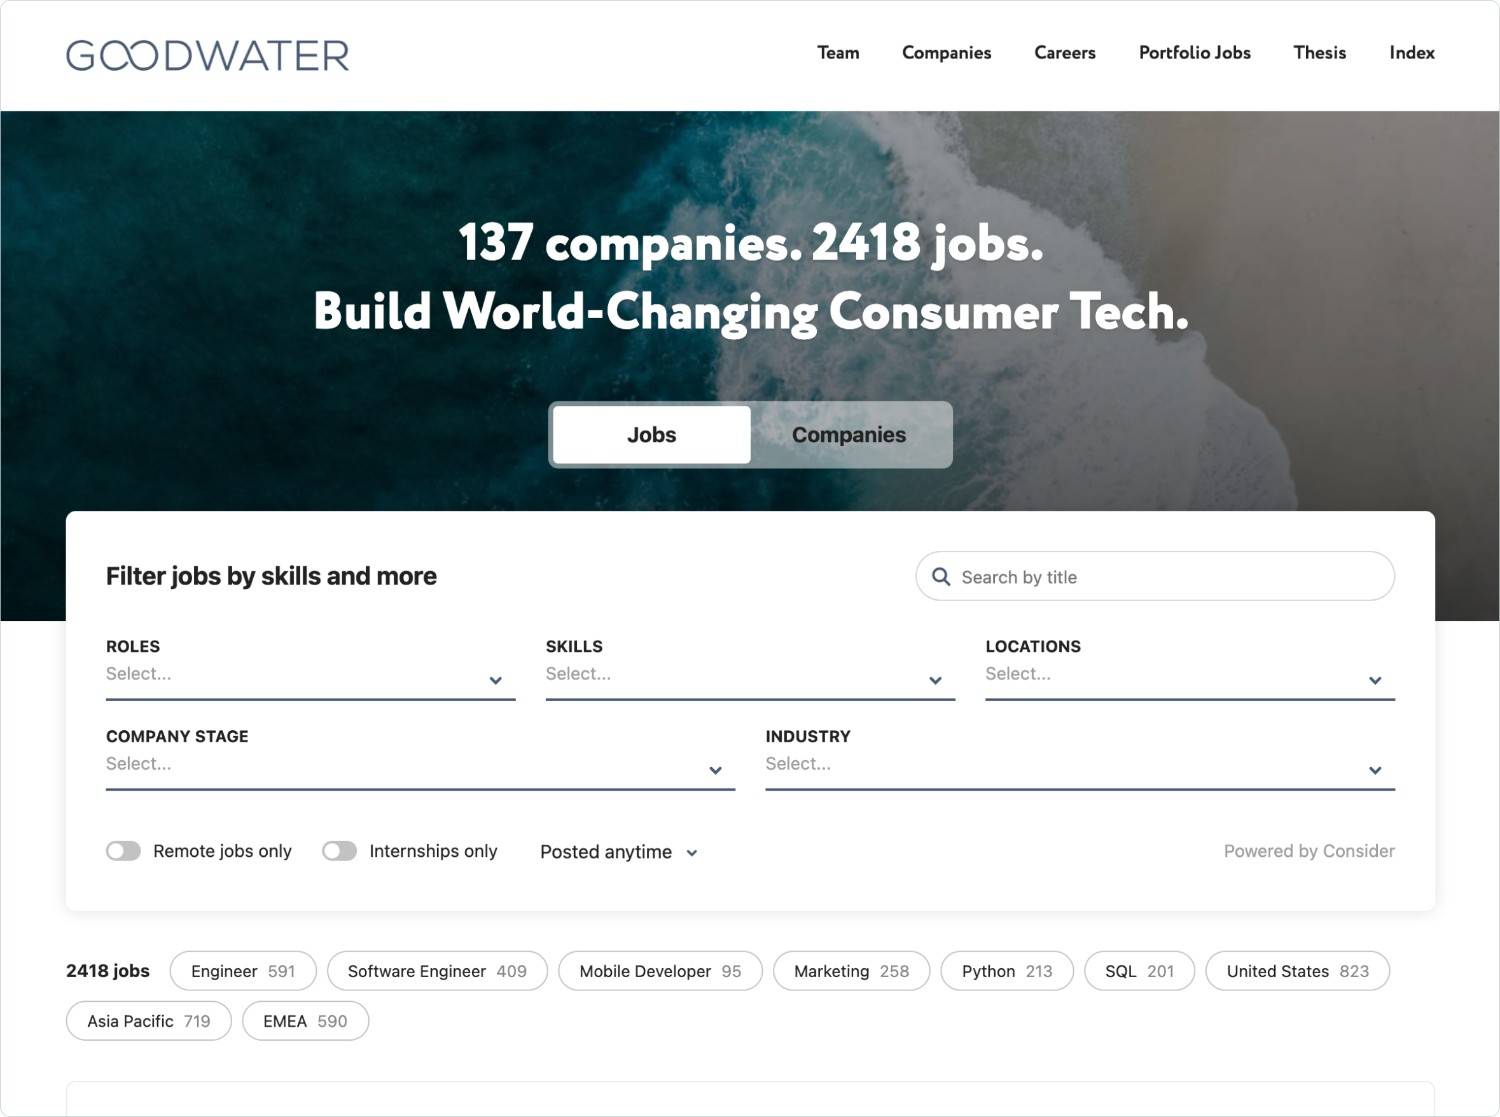 GOODWATER
Team Companies Careers Portfolio Jobs Thesis Index
137 companies. 2418 jobs.
Build World-Changing Consumer Tech.
Jobs Companies
Filter jobs by skills and more
Search by title
ROLES SKILLS LOCATIONS
Select... Select... Select...
COMPANY STAGE INDUSTRY
Select... Select...
Remote jobs only Internships only Posted anytime Powered by Consider
2418 jobs Engineer 591 Software Engineer 409 Mobile Developer 95 Marketing 258 Python 213 SQL 201 United States 823
Asia Pacific 719 EMEA 590